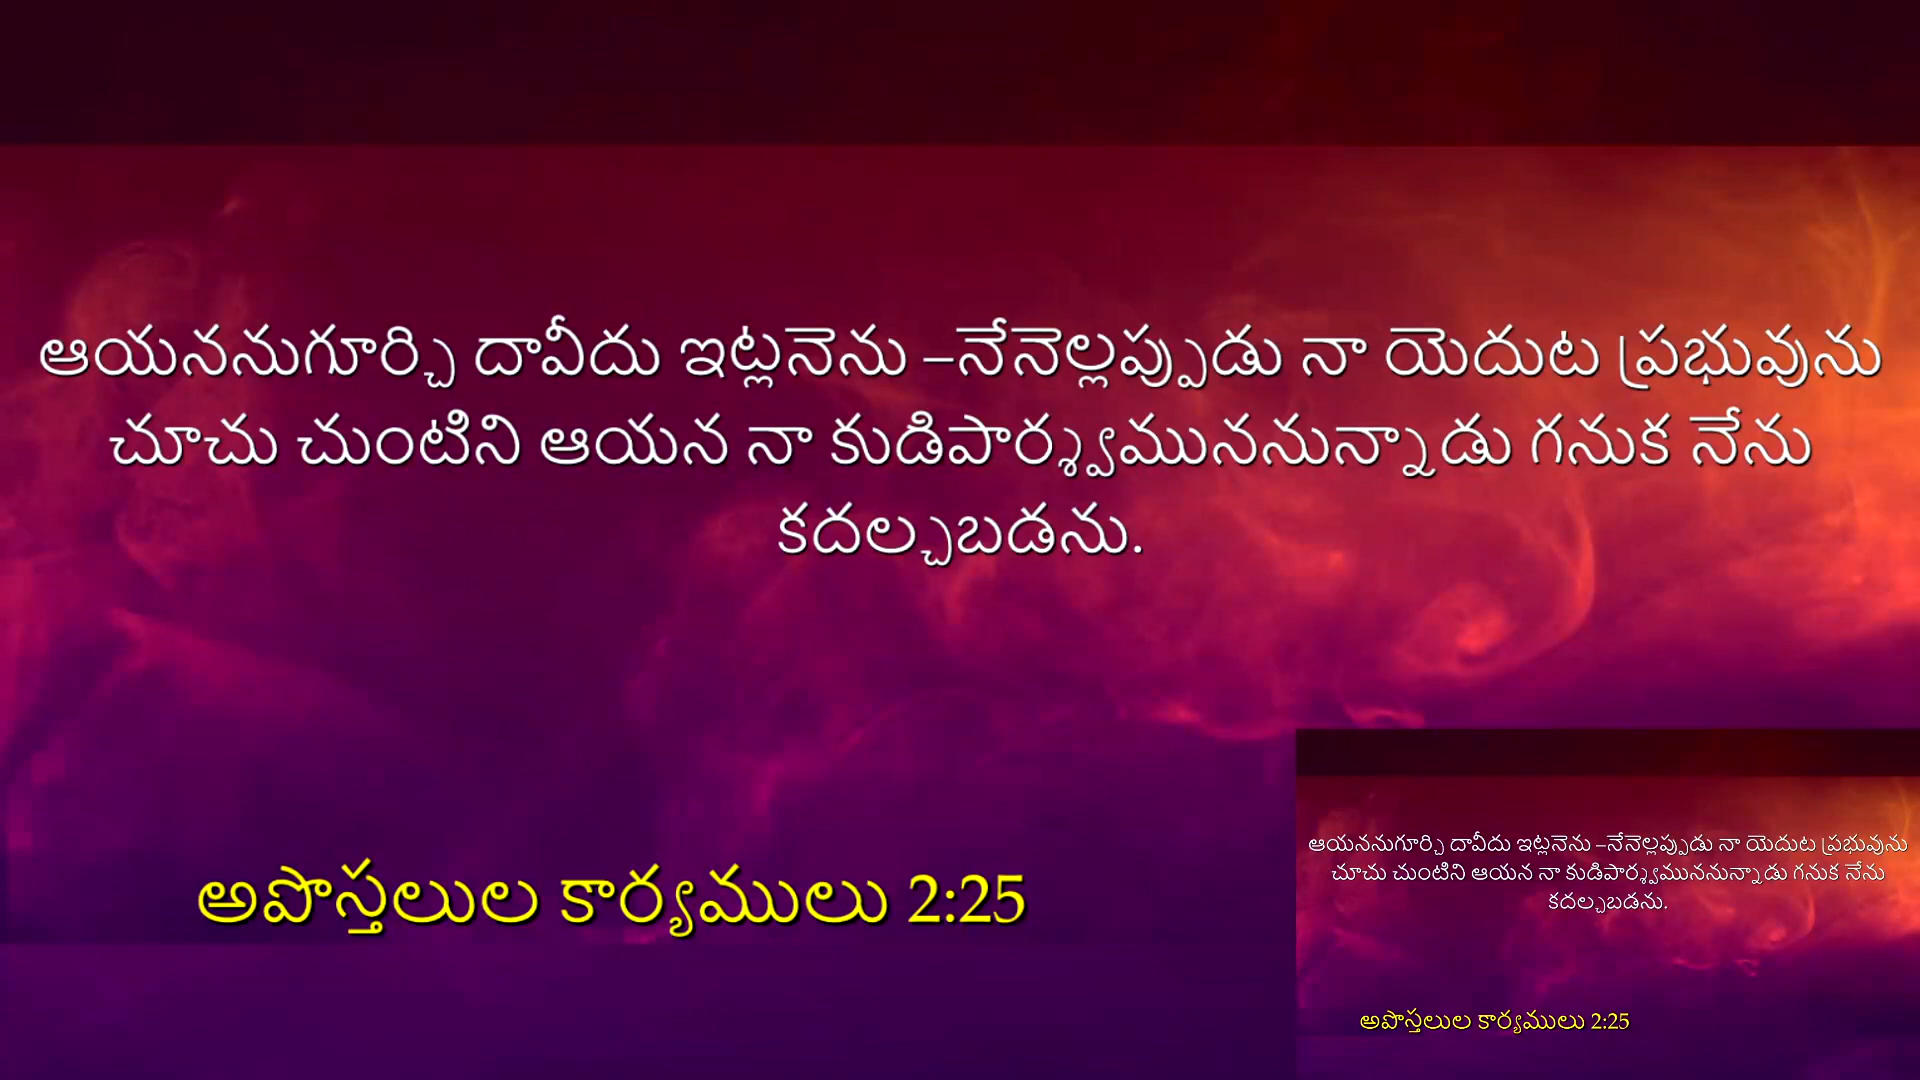 ఆయననుగూర్చి దావీదు ఇట్లనెను –నేనెల్లప్పుడు నా యెదుట ప్రభువును
చూచు చుంటిని ఆయన నా కుడిపార్శ్వముననున్నాడు గనుక నేను
కదల్చబడను.
అపొస్తలుల కార్యములు 2:25
ఆయననుగూర్చి దావీదు ఇట్లనెను –నేనెల్లప్పుడు నా యెదుట ప్రభువును
చూచు చుంటిని ఆయన నా కుడిపార్శ్వముననున్నాడు గనుక నేను
కదల్చబడను.
అపొస్తలుల కార్యములు 2:25